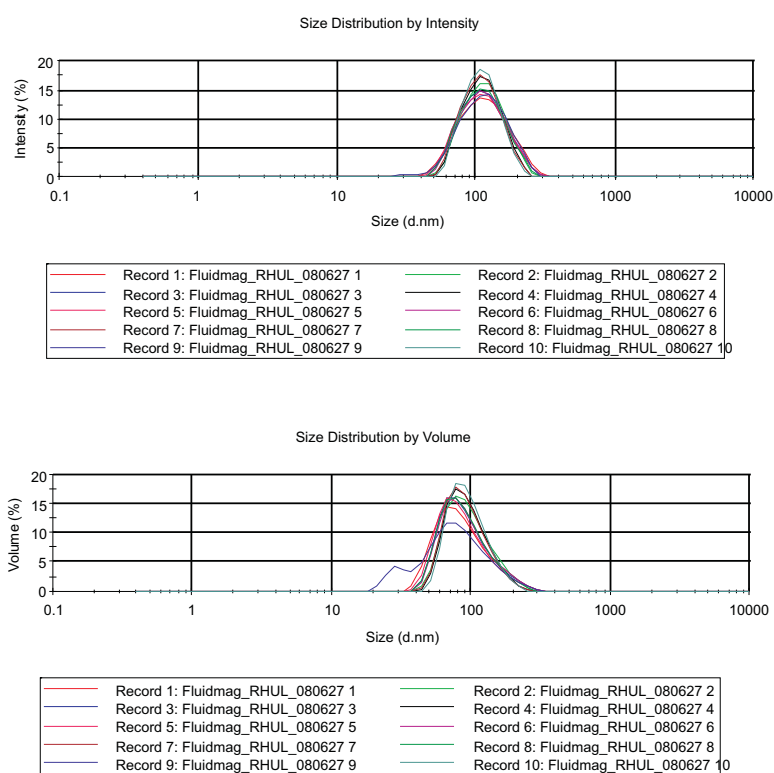 Size Distribution by Intensity
20
15
10
5
0
Intensity (%)
0.1 1 10 100 1000 10000
Size (d.nm)
Record 1: Fluidmag_RHUL_080627 1 Record 2: Fluidmag_RHUL_080627 2
Record 3: Fluidmag_RHUL_080627 3 Record 4: Fluidmag_RHUL_080627 4
Record 5: Fluidmag_RHUL_080627 5 Record 6: Fluidmag_RHUL_080627 6
Record 7: Fluidmag_RHUL_080627 7 Record 8: Fluidmag_RHUL_080627 8
Record 9: Fluidmag_RHUL_080627 9 Record 10: Fluidmag_RHUL_080627 10
Size Distribution by Volume
20
15
10
5
0
Volume (%)
0.1 1 10 100 1000 10000
Size (d.nm)
Record 1: Fluidmag_RHUL_080627 1 Record 2: Fluidmag_RHUL_080627 2
Record 3: Fluidmag_RHUL_080627 3 Record 4: Fluidmag_RHUL_080627 4
Record 5: Fluidmag_RHUL_080627 5 Record 6: Fluidmag_RHUL_080627 6
Record 7: Fluidmag_RHUL_080627 7 Record 8: Fluidmag_RHUL_080627 8
Record 9: Fluidmag_RHUL_080627 9 Record 10: Fluidmag_RHUL_080627 10